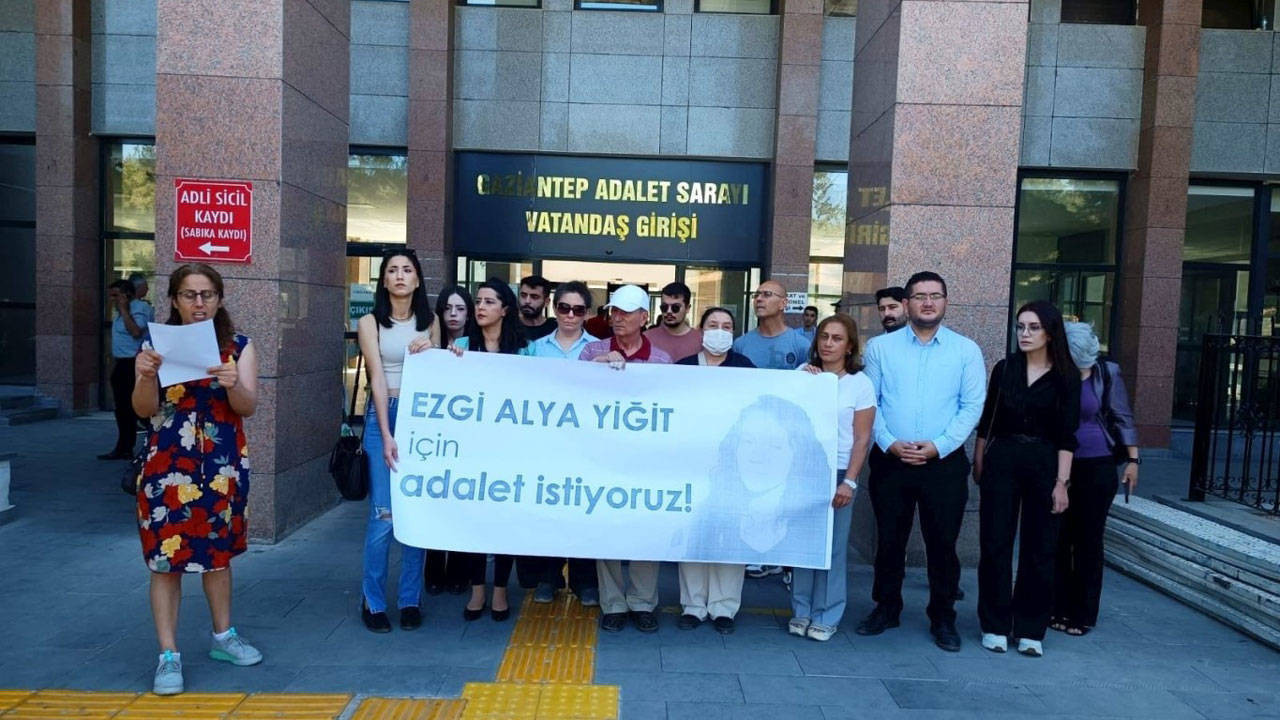 GAZİANTEP ADALET SARAYI
VATANDAŞ GİRİŞİ
ADLİ SİCİL
KAYDI
(SABIKA KAYDI)
EZGİ ALYA YİĞİT
için
adalet istiyoruz!